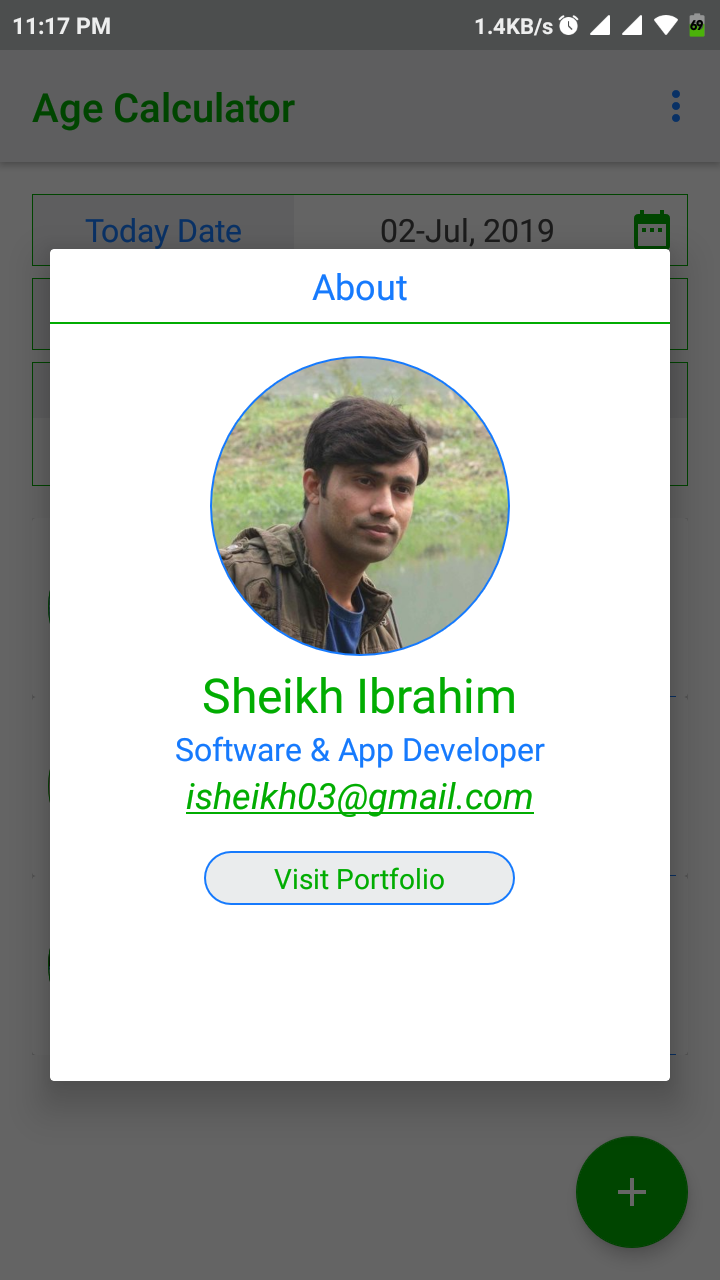 11:17 PM 1.4KB/s 69
Age Calculator
Today Date 02-Jul, 2019
About
Sheikh Ibrahim
Software & App Developer
isheikh03@gmail.com
Visit Portfolio